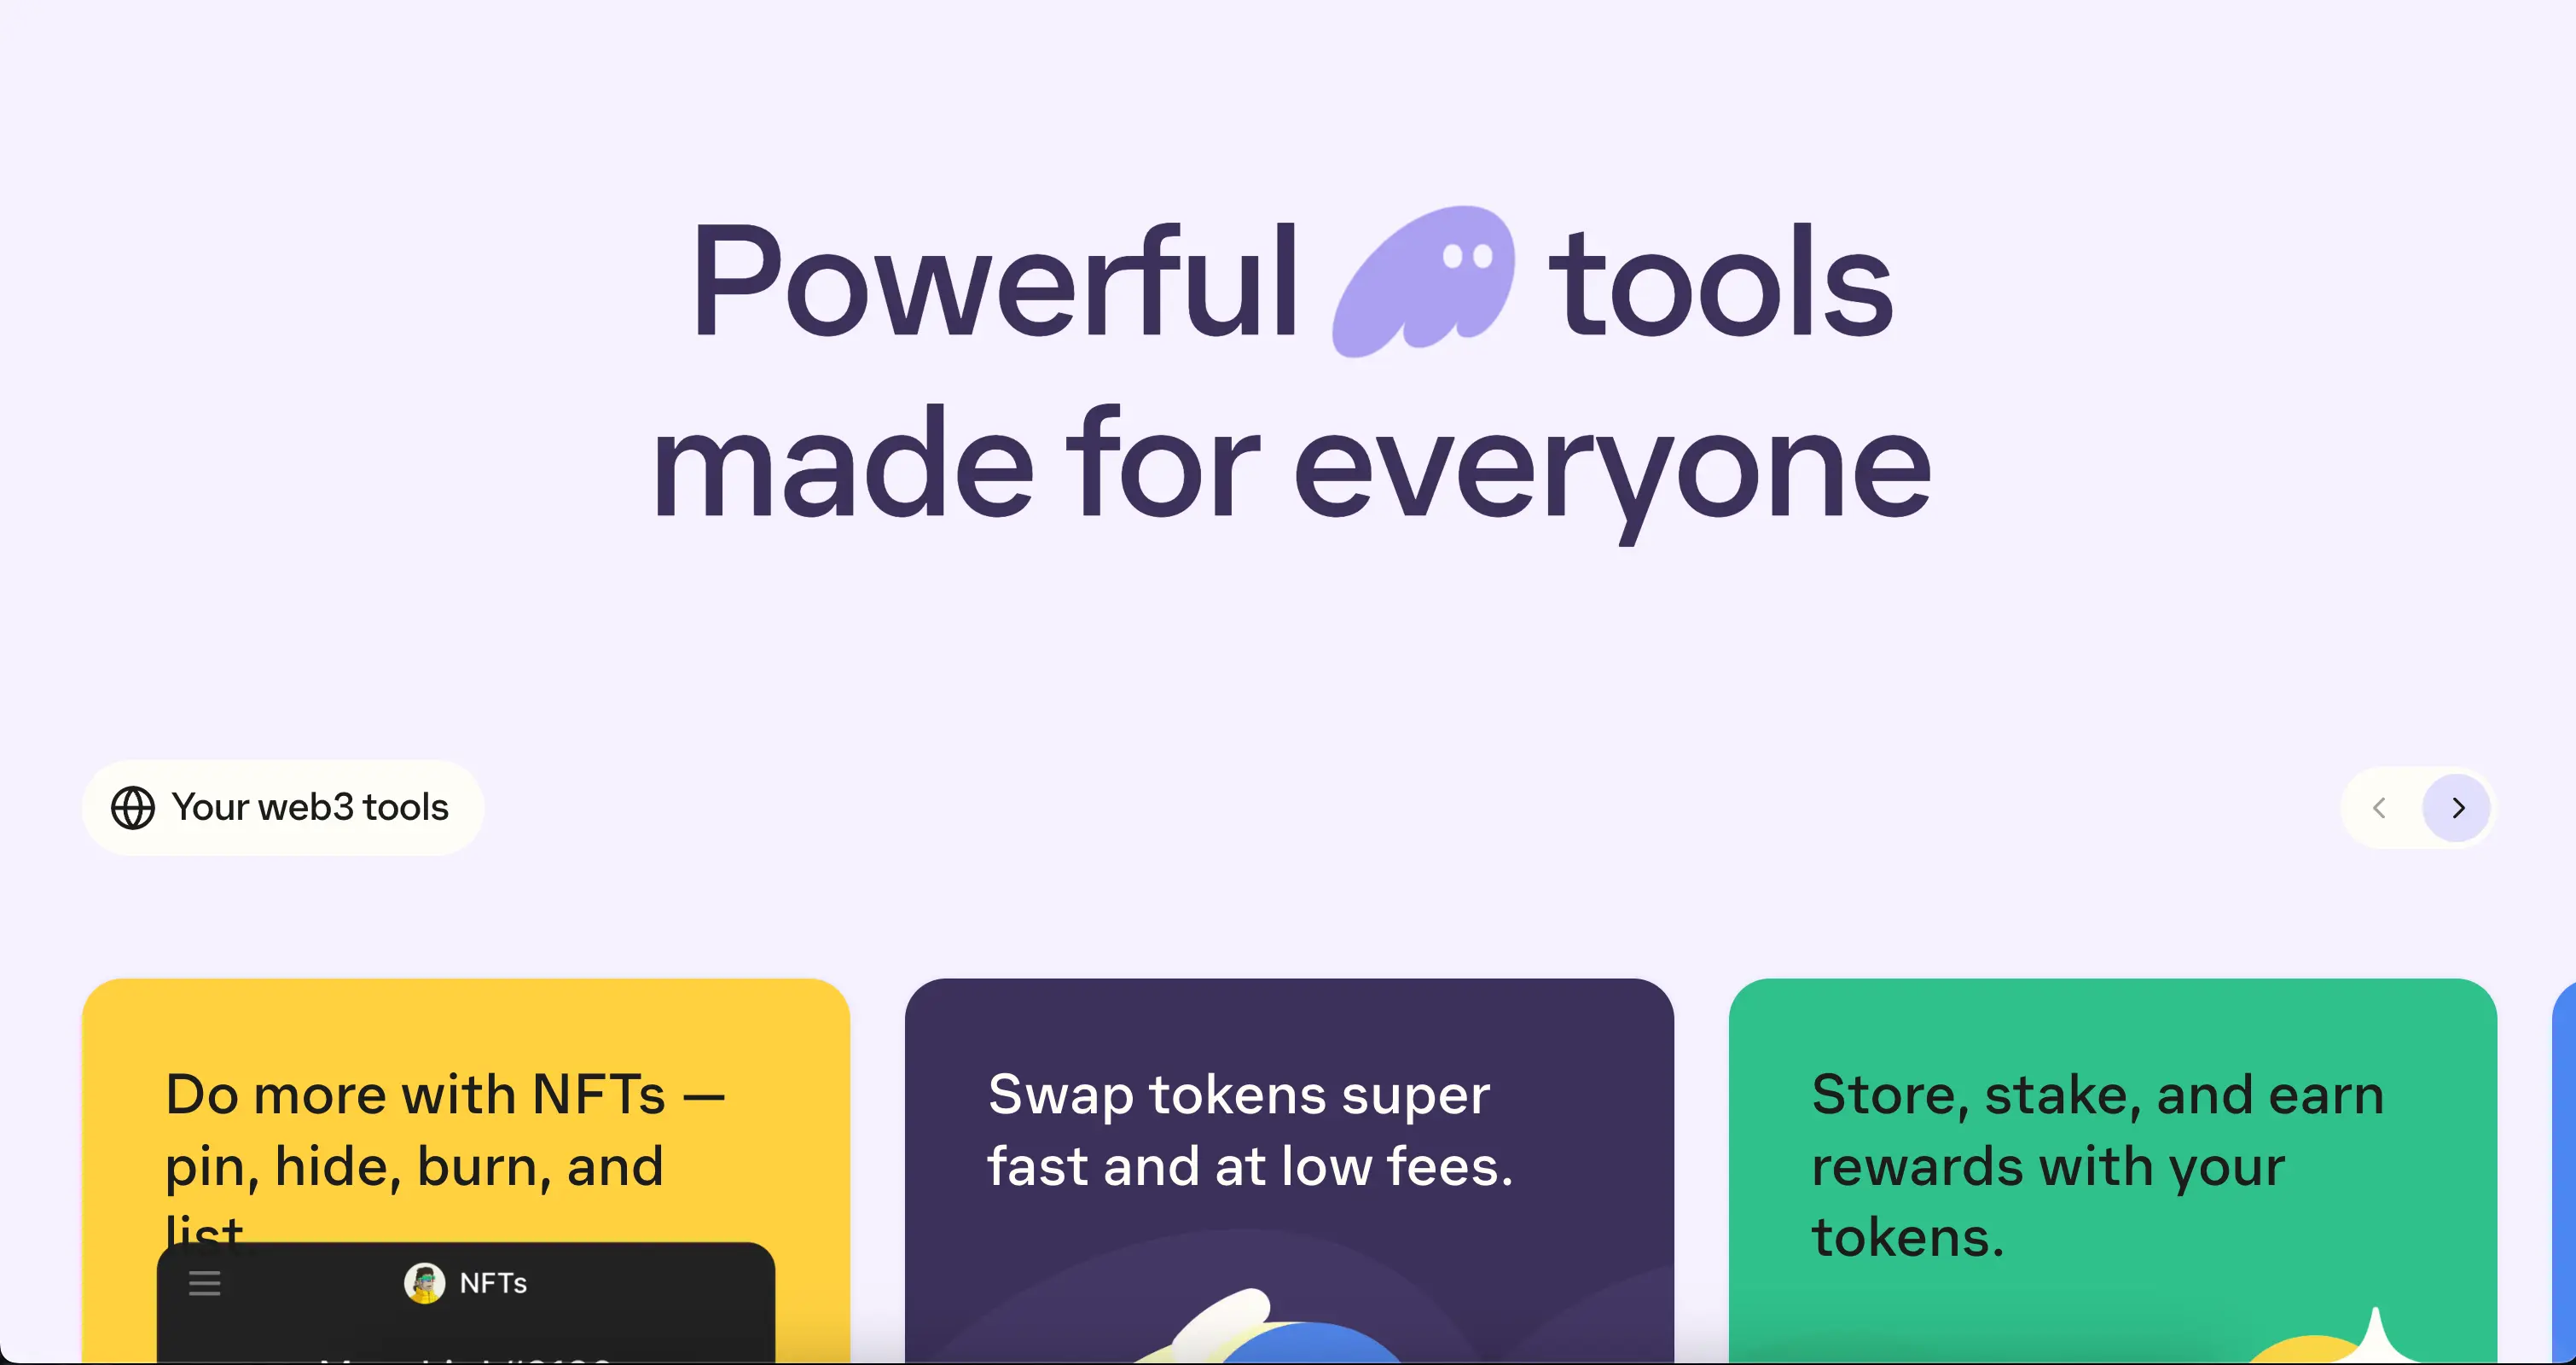 Powerful tools
made for everyone
Your web3 tools
Do more with NFTs —
pin, hide, burn, and
list.
NFTs
Swap tokens super
fast and at low fees.
Store, stake, and earn
rewards with your
tokens.